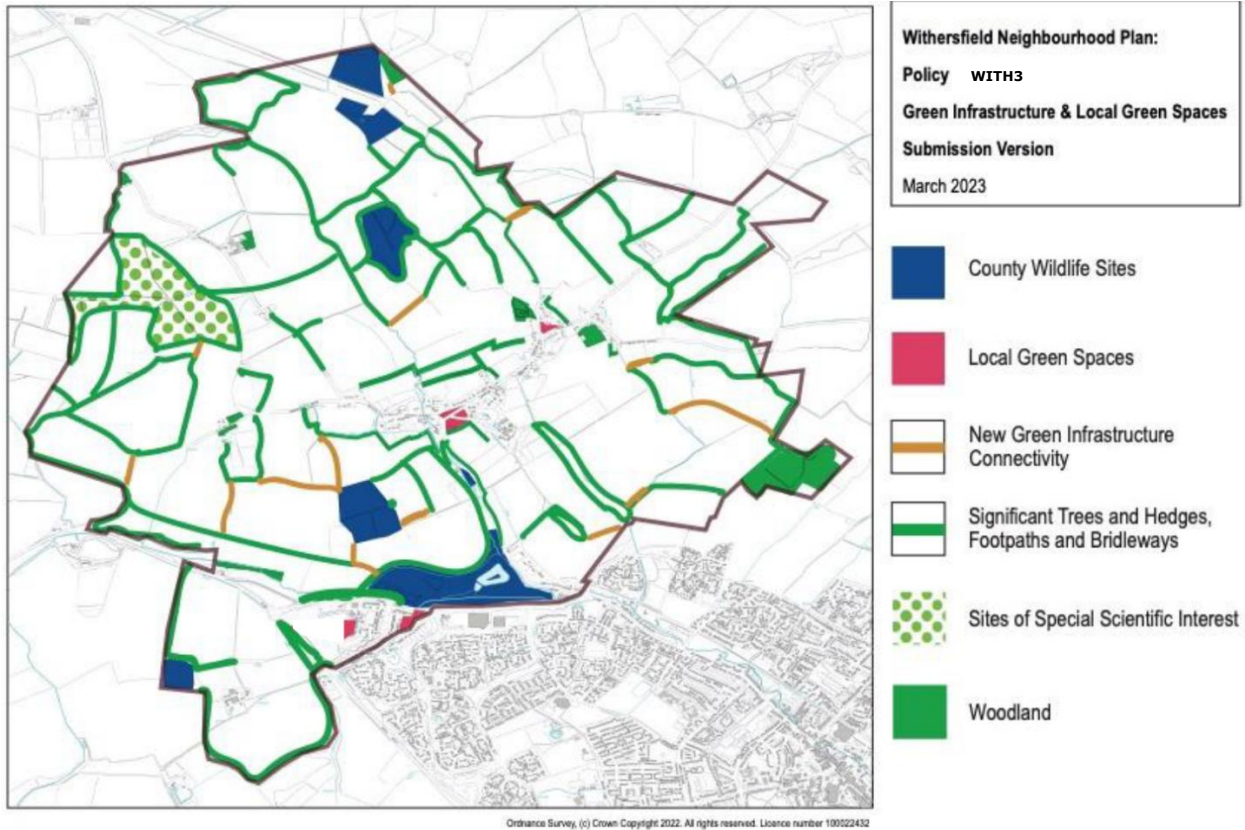 Withersfield Neighbourhood Plan:
Policy WITH3
Green Infrastructure & Local Green Spaces
Submission Version
March 2023
County Wildlife Sites
Local Green Spaces
New Green Infrastructure
Connectivity
Significant Trees and Hedges,
Footpaths and Bridleways
Sites of Special Scientific Interest
Woodland
Ordnance Survey, (c) Crown Copyright 2022. All rights reserved. Licence number 100022432